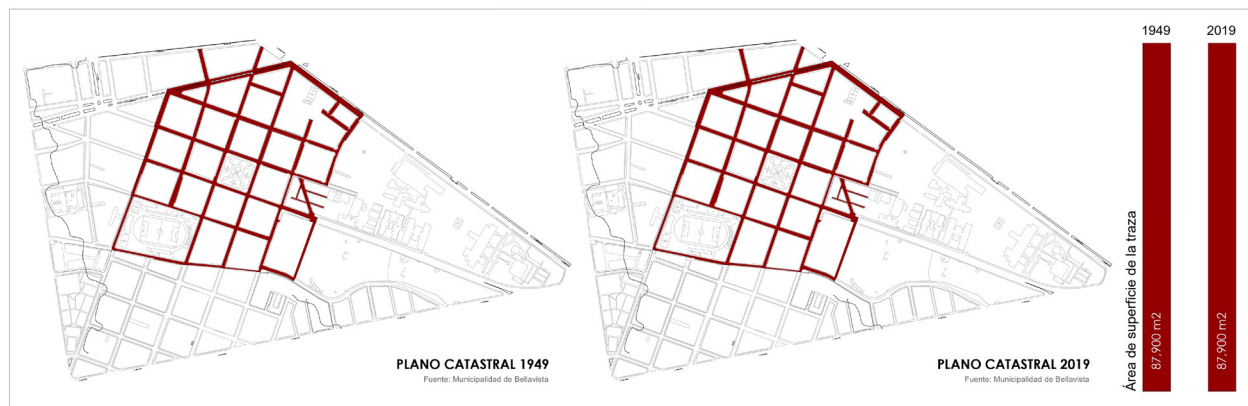 PLANO CATASTRAL 1949
Fuente: Municipalidad de Bellavista
PLANO CATASTRAL 2019
Fuente: Municipalidad de Bellavista
1949
2019
Área de superficie de la traza
87,900 m2
87,900 m2